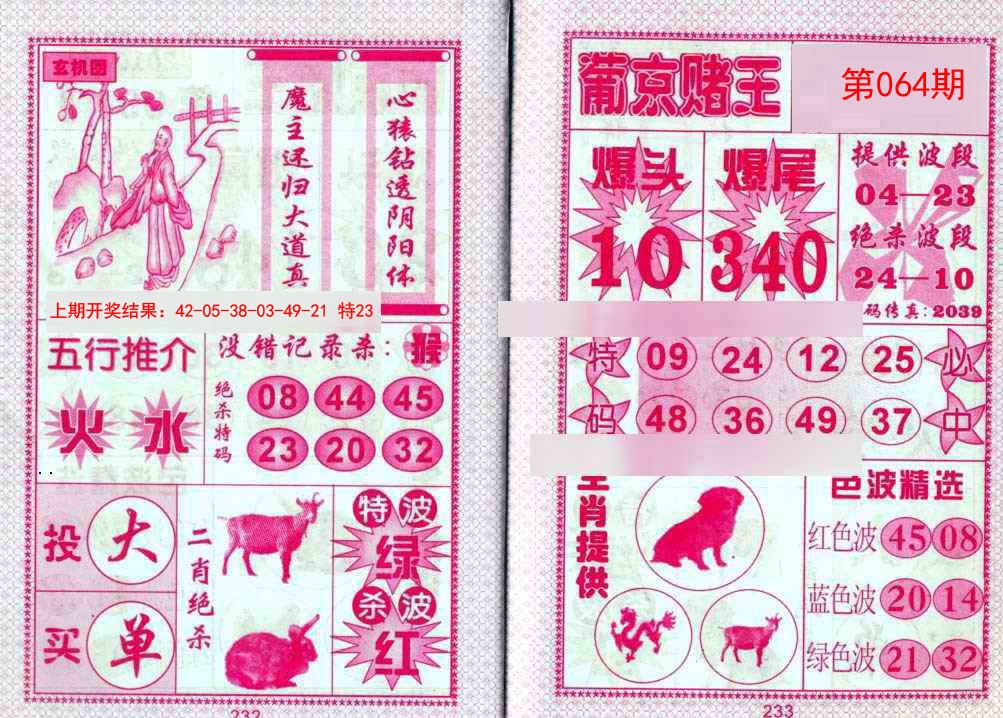 玄机图
心猿钻透阴阳体
魔主还归大道真
上期开奖结果: 42-05-38-03-49-21 特23
五行推介
火 水
没错记录杀: 猴
绝杀特码
08 44 45
23 20 32
投 大
买 单
二肖绝杀
特波
绿
杀波
红
232
葡京赌王
第064期
爆头
10
爆尾
340
提供波段
04—23
绝杀波段
24—10
码传真: 2039
特码
09 24 12 25
48 36 49 37
必中
生肖提供
色波精选
红色波 45 08
蓝色波 20 14
绿色波 21 32
233